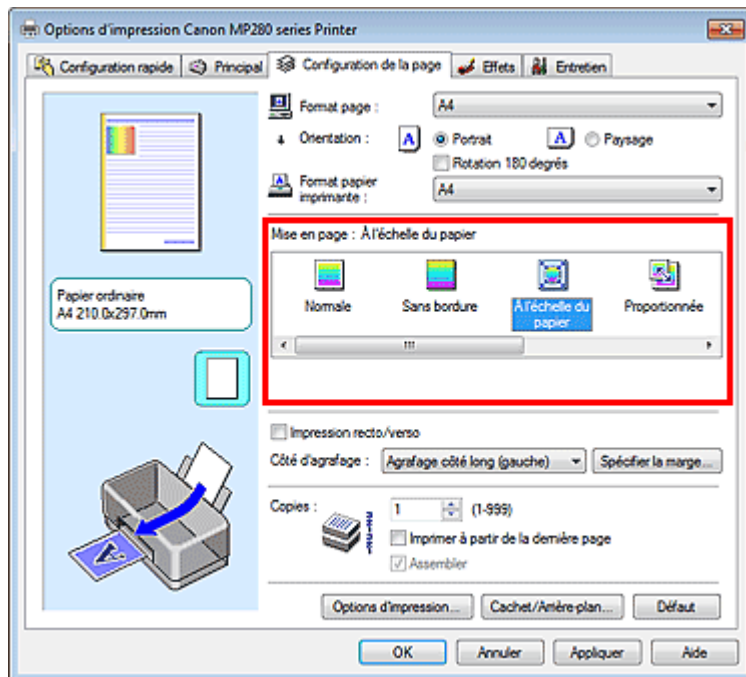 Options d'impression Canon MP280 series Printer
Configuration rapide Principal Configuration de la page Effets Entretien
Format page : A4
Orientation : A Portrait A Paysage
Rotation 180 degrés
Format papier
imprimante : A4
Mise en page : À l'échelle du papier
Normale Sans bordure À l'échelle du
papier Proportionnée
Papier ordinaire
A4 210.0x297.0mm
Impression recto/verso
Côté d'agrafage : Agrafage côté long (gauche) Spécifier la marge...
Copies : 1 (1-999)
Imprimer à partir de la dernière page
Assembler
Options d'impression... Cachet/Arrière-plan... Défaut
OK Annuler Appliquer Aide